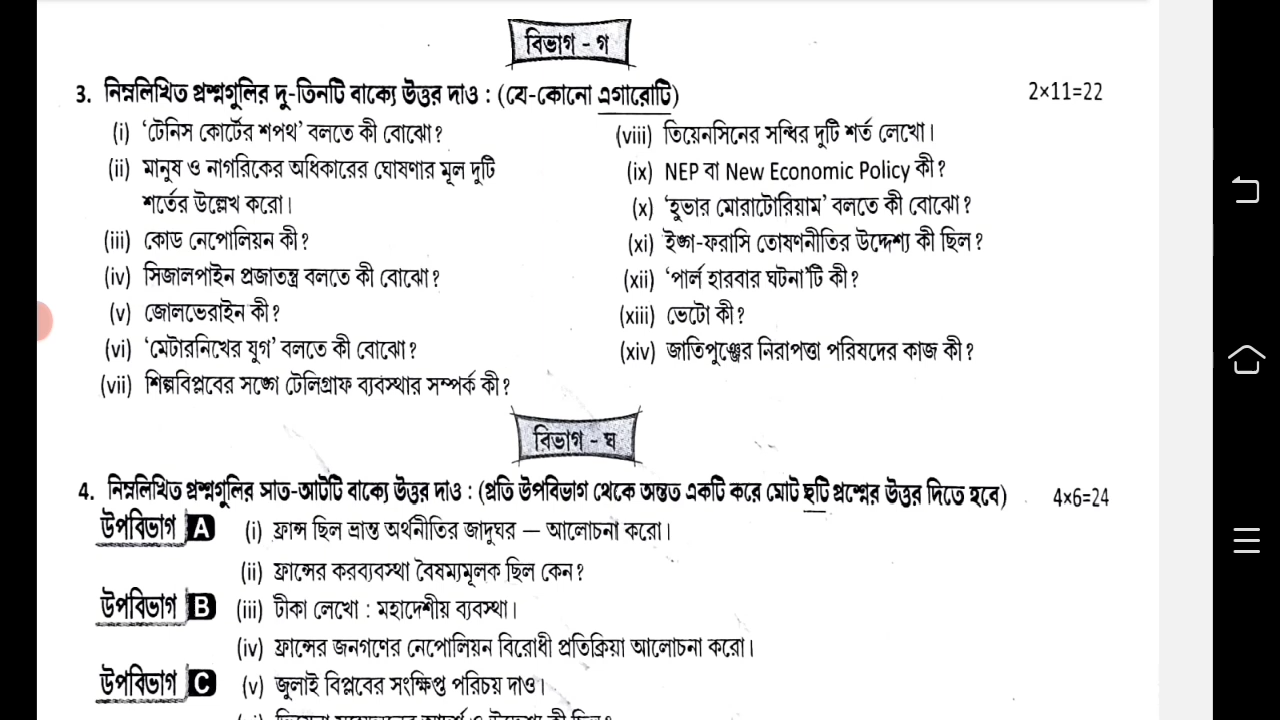 বিভাগ - গ
3. নিম্নলিখিত প্রশ্নগুলির দু-তিনটি বাক্যে উত্তর দাও : (যে-কোনো এগারোটি) 2×11=22
(i) ‘টেনিস কোর্টের শপথ’ বলতে কী বোঝো?
(ii) মানুষ ও নাগরিকের অধিকারের ঘোষণার মূল দুটি
শর্তের উল্লেখ করো।
(iii) কোড নেপোলিয়ন কী?
(iv) সিজালপাইন প্রজাতন্ত্র বলতে কী বোঝো?
(v) জোলভেরাইন কী?
(vi) ‘মেটারনিখের যুগ’ বলতে কী বোঝো?
(vii) শিল্পবিপ্লবের সঙ্গে টেলিগ্রাফ ব্যবস্থার সম্পর্ক কী?
(viii) তিয়েনসিনের সন্ধির দুটি শর্ত লেখো।
(ix) NEP বা New Economic Policy কী?
(x) ‘হুভার মোরাটোরিয়াম’ বলতে কী বোঝো?
(xi) ইঙ্গ-ফরাসি তোষণনীতির উদ্দেশ্য কী ছিল?
(xii) ‘পার্ল হারবার ঘটনা’টি কী?
(xiii) ভেটো কী?
(xiv) জাতিপুঞ্জের নিরাপত্তা পরিষদের কাজ কী?
বিভাগ - ঘ
4. নিম্নলিখিত প্রশ্নগুলির সাত-আটটি বাক্যে উত্তর দাও : (প্রতি উপবিভাগ থেকে অন্তত একটি করে মোট ছটি প্রশ্নের উত্তর দিতে হবে) 4×6=24
উপবিভাগ A (i) ফ্রান্স ছিল ভ্রান্ত অর্থনীতির জাদুঘর — আলোচনা করো।
(ii) ফ্রান্সের করব্যবস্থা বৈষম্যমূলক ছিল কেন?
উপবিভাগ B (iii) টীকা লেখো : মহাদেশীয় ব্যবস্থা।
(iv) ফ্রান্সের জনগণের নেপোলিয়ন বিরোধী প্রতিক্রিয়া আলোচনা করো।
উপবিভাগ C (v) জুলাই বিপ্লবের সংক্ষিপ্ত পরিচয় দাও।